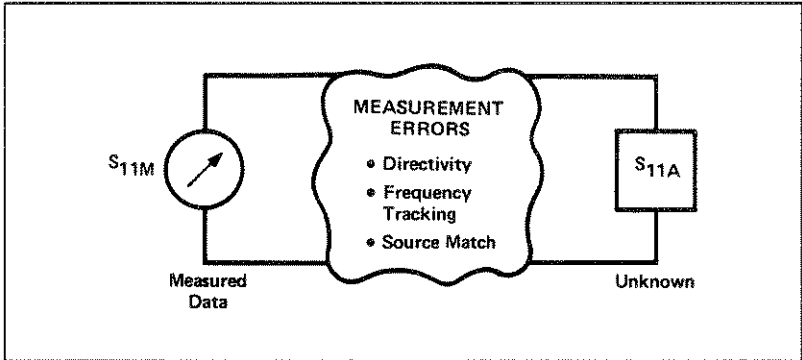 MEASUREMENT
ERRORS
• Directivity
• Frequency
Tracking
• Source Match
S11M
Measured
Data
S11A
Unknown